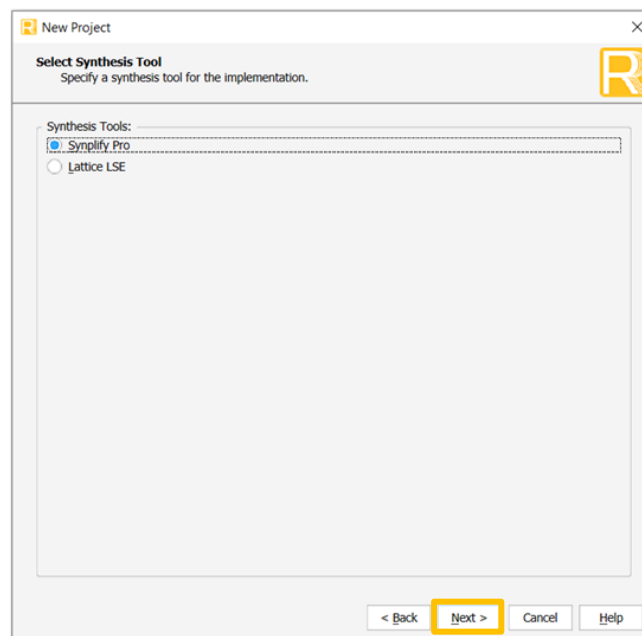 New Project
Select Synthesis Tool
Specify a synthesis tool for the implementation.
R
Synthesis Tools:
Synplify Pro
Lattice LSE
< Back Next > Cancel Help